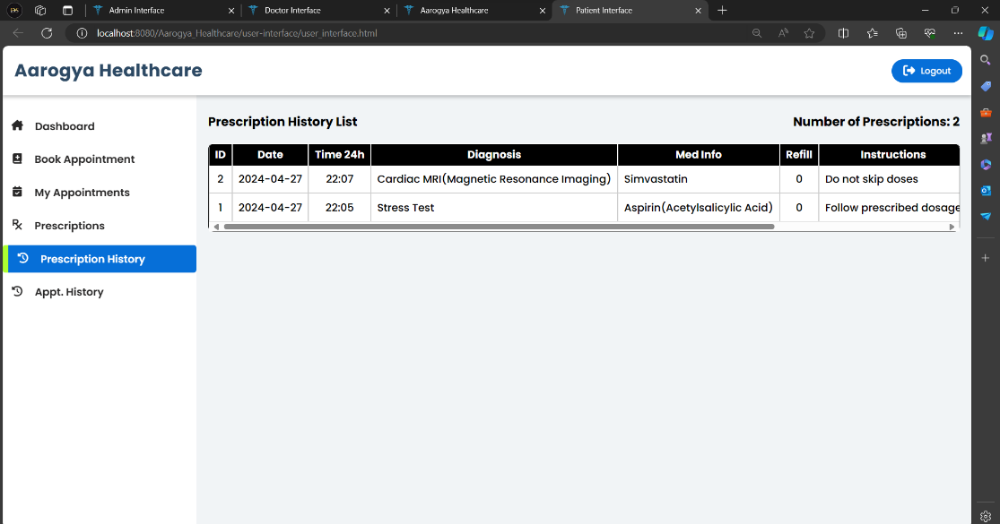 Admin Interface
Doctor Interface
Aarogya Healthcare
Patient Interface
localhost:8080/Aarogya_Healthcare/user-interface/user_interface.html
Aarogya Healthcare
Logout
Dashboard
Book Appointment
My Appointments
Prescriptions
Prescription History
Appt. History
Prescription History List
Number of Prescriptions: 2
ID Date Time 24h Diagnosis Med Info Refill Instructions
2 2024-04-27 22:07 Cardiac MRI(Magnetic Resonance Imaging) Simvastatin 0 Do not skip doses
1 2024-04-27 22:05 Stress Test Aspirin(Acetylsalicylic Acid) 0 Follow prescribed dosage